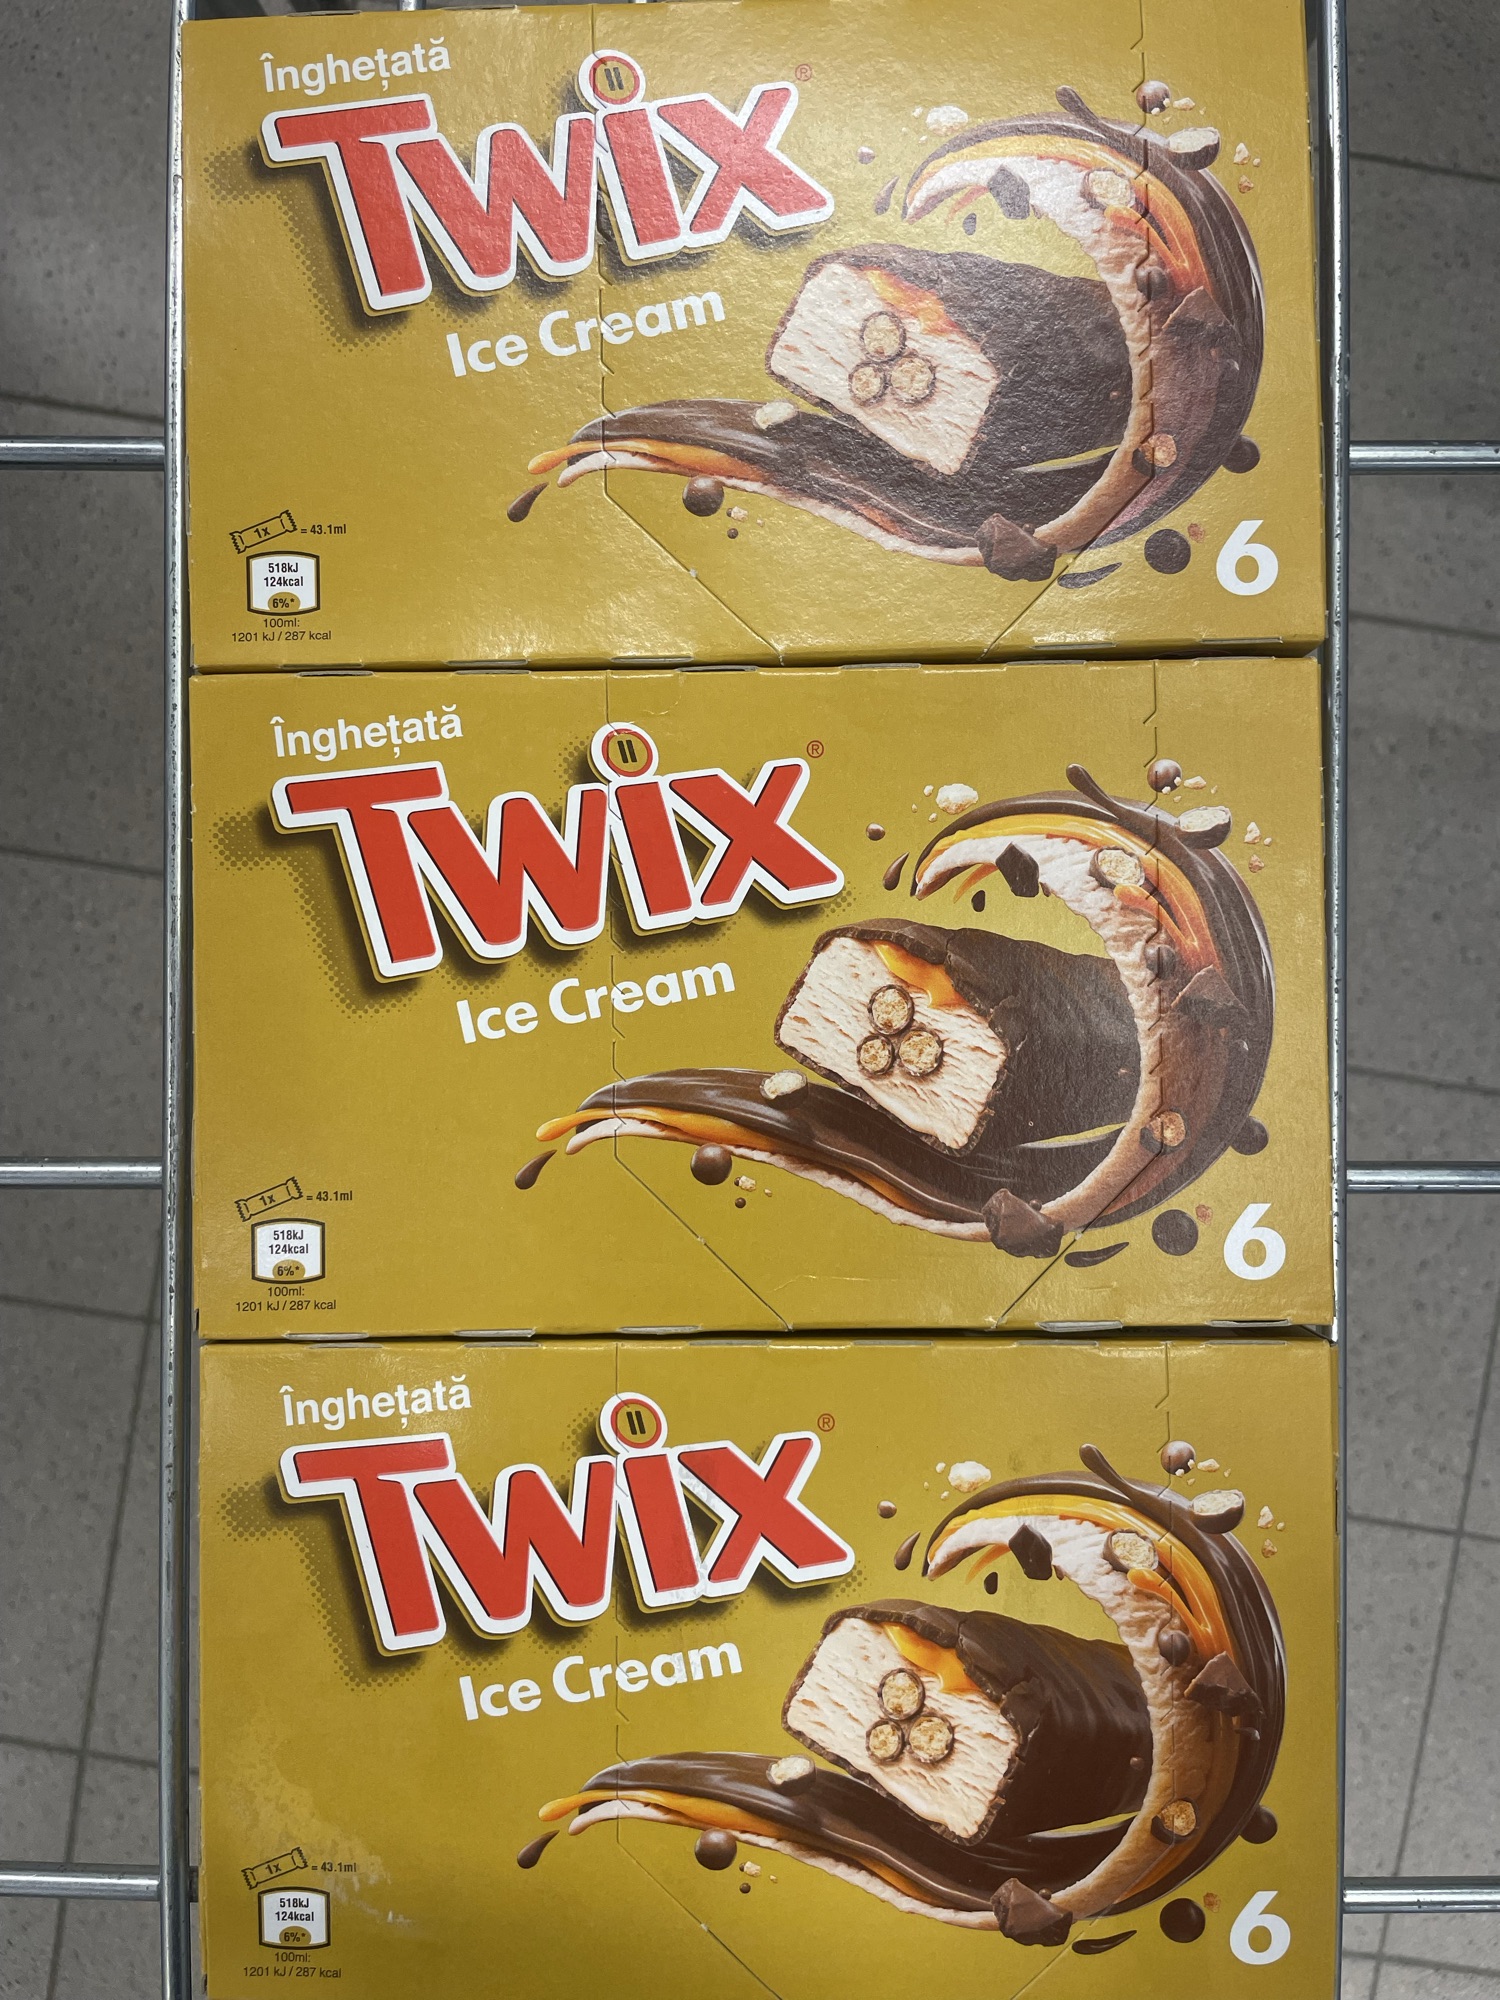 Înghețată
Twix®
Ice Cream
1x = 43.1ml
518kJ
124kcal
6%*
100ml:
1201 kJ / 287 kcal
6
Înghețată
Twix®
Ice Cream
1x = 43.1ml
518kJ
124kcal
6%*
100ml:
1201 kJ / 287 kcal
6
Înghețată
Twix®
Ice Cream
1x = 43.1ml
518kJ
124kcal
6%*
100ml:
1201 kJ / 287 kcal
6